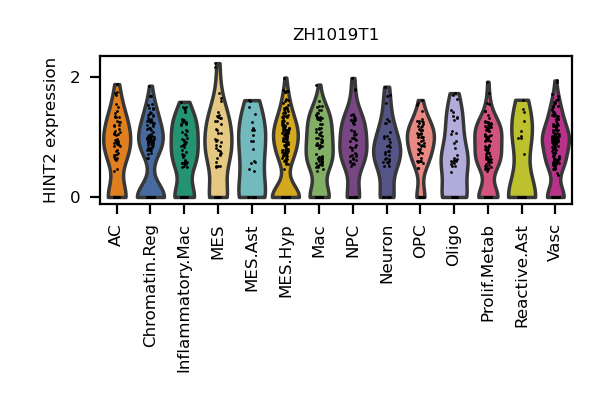 ZH1019T1
HINT2 expression
2
0
AC
Chromatin.Reg
Inflammatory.Mac
MES
MES.Ast
MES.Hyp
Mac
NPC
Neuron
OPC
Oligo
Prolif.Metab
Reactive.Ast
Vasc